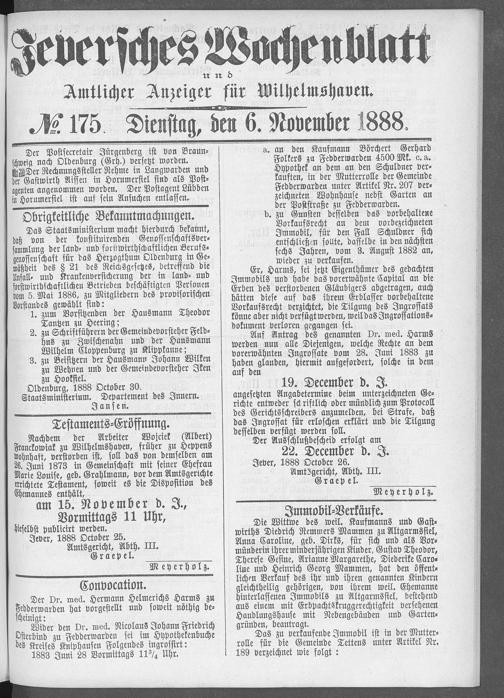 Jeversches Wochenblatt
und
Amtlicher Anzeiger für Wilhelmshaven.
№ 175. Dienstag, den 6. November 1888.
Der Postsecretair Jürgenberg ist von Braun-
schweig nach Oldenburg (Grh.) versetzt worden.
Der Rechnungssteller Rehme in Langwarden und
der Gastwirth Rissen in Horumersiel sind als Post-
agenten angenommen worden. Der Postagent Lübben
in Horumersiel ist auf sein Ansuchen entlassen.
Obrigkeitliche Bekanntmachungen.
Das Staatsministerium macht hierdurch bekannt,
daß von der konstituirenden Genossenschaftsver-
sammlung der land- und forstwirthschaftlichen Berufs-
genossenschaft für das Herzogthum Oldenburg in Ge-
mäßheit des § 21 des Reichsgesetzes, betreffend die
Unfall- und Krankenversicherung der in land- und
forstwirthschaftlichen Betrieben beschäftigten Personen
vom 5. Mai 1886, zu Mitgliedern des provisorischen
Vorstandes gewählt sind:
1. zum Vorsitzenden der Hausmann Theodor
Tantzen zu Heering;
2. zu Schriftführern der Gemeindevorsteher Feld-
hus zu Zwischenahn und der Hausmann
Wilhelm Cloppenburg zu Klippkanne;
3. zu Beisitzern der Hausmann Johann Wilken
zu Wehnen und der Gemeindevorsteher Iken
zu Hooksiel.
Oldenburg, 1888 October 30.
Staatsministerium. Departement des Innern.
Jansen.
Testaments-Eröffnung.
Nachdem der Arbeiter Wojciek (Albert)
Franckowiak zu Wilhelmshaven, früher zu Heppens
wohnhaft, verstorben ist, soll das von demselben am
26. Juni 1873 in Gemeinschaft mit seiner Ehefrau
Marie Louise, geb. Grahlmann, vor dem Amtsgerichte
errichtete Testament, soweit es die Disposition des
Ehemannes enthält,
am 15. November d. J.,
Vormittags 11 Uhr,
hieselbst publicirt werden.
Jever, 1888 October 25.
Amtsgericht, Abth. III.
Graepel.
Meyerholz.
Convocation.
Der Dr. med. Hermann Helmerichs Harms zu
Fedderwarden hat vorgestellt und soweit nöthig be-
scheinigt:
Wider den Dr. med. Nicolaus Johann Friedrich
Osterbind zu Fedderwarden sei im Hypothekenbuch
des Kreises Kniphausen Folgendes ingrossirt:
1883 Juni 28 Vormittags 11¾ Uhr.
a. an den Kaufmann Börchert Gerhard
Folkers zu Fedderwarden 4500 Mk. c. a.
Hypothek an dem an den Schuldner ver-
kauften, in der Mutterrolle der Gemeinde
Fedderwarden unter Artikel Nr. 207 ver-
zeichneten Wohnhause nebst Garten an
der Poststraße zu Fedderwarden.
b. zu Gunsten desselben das vorbehaltene
Vorkaufsrecht an dem vorbezeichneten
Immobil, für den Fall Schuldner sich
entschließen sollte, dasselbe in den nächsten
sechs Jahren, vom 3. August 1882 an,
wieder zu verkaufen.
Er, Harms, sei jetzt Eigenthümer des gedachten
Immobils und habe das verwahrte Capital an die
Erben des verstorbenen Gläubigers abgetragen, auch
hätten diese auf das ihrem Erblasser vorbehaltene
Vorkaufsrecht verzichtet, die Tilgung des Ingrossats
könne aber nicht verfügt werden, weil das Ingrossations-
dokument verloren gegangen sei.
Auf Antrag des genannten Dr. med. Harms
werden nun alle Diejenigen, welche Rechte an dem
vorerwähnten Ingrossate vom 28. Juni 1883 zu
haben glauben, hierdurch aufgefordert, solche in dem
auf den
19. December d. J.
angesetzten Angabetermine beim unterzeichneten Ge-
richte entweder schriftlich oder mündlich zum Protocoll
des Gerichtsschreibers anzumelden, bei Strafe, daß
das Ingrossat für erloschen erklärt und die Tilgung
desselben verfügt werden soll.
Der Ausschlußbescheid erfolgt am
22. December d. J.
Jever, 1888 October 26.
Amtsgericht, Abth. III.
Graepel.
Meyerholz.
Immobil-Verkäufe.
Die Wittwe des weil. Kaufmanns und Gast-
wirths Diedrich Remmers Mammen zu Altgarmssiel,
Anna Caroline, geb. Dirks, für sich und als Vor-
münderin ihrer minderjährigen Kinder, Gustav Theodor,
Therese Gesine, Arianne Margarethe, Diederike Caro-
line und Heinrich Georg Mammen, hat den öffent-
lichen Verkauf des ihr und ihren genannten Kindern
gleichtheilig gehörigen, von ihrem weil. Ehemanne
hinterlassenen Immobils zu Altgarmssiel, bestehend
aus einem mit Erbpachtskruggerechtigkeit versehenen
Handlungshause mit Nebengebäuden und Garten-
gründen, beantragt.
Das zu verkaufende Immobil ist in der Mutter-
rolle für die Gemeinde Tettens unter Artikel Nr.
189 verzeichnet wie folgt: